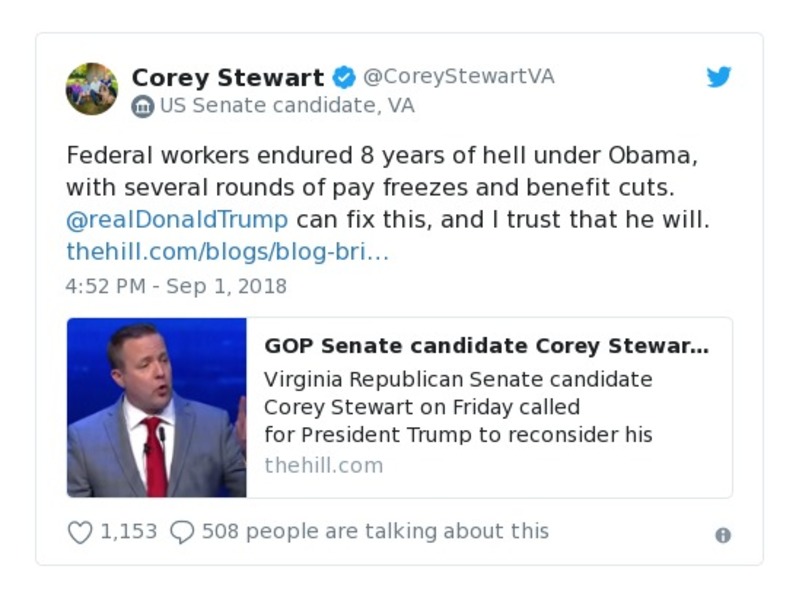 Corey Stewart @CoreyStewartVA
US Senate candidate, VA
Federal workers endured 8 years of hell under Obama,
with several rounds of pay freezes and benefit cuts.
@realDonaldTrump can fix this, and I trust that he will.
thehill.com/blogs/blog-bri…
4:52 PM - Sep 1, 2018
GOP Senate candidate Corey Stewar...
Virginia Republican Senate candidate
Corey Stewart on Friday called
for President Trump to reconsider his
thehill.com
1,153 508 people are talking about this